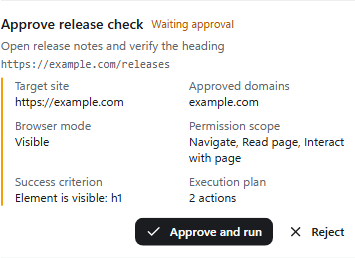 Approve release check Waiting approval
Open release notes and verify the heading
https://example.com/releases
Target site Approved domains
https://example.com example.com
Browser mode Permission scope
Visible Navigate, Read page, Interact
with page
Success criterion Execution plan
Element is visible: h1 2 actions
Approve and run Reject